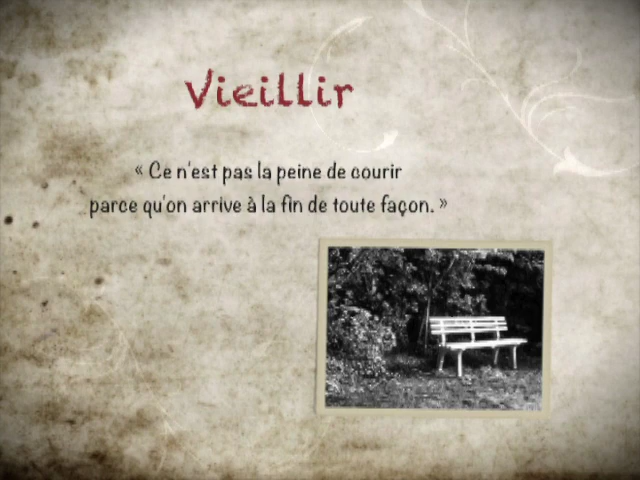 Vieillir
« Ce n'est pas la peine de courir
parce qu'on arrive à la fin de toute façon. »